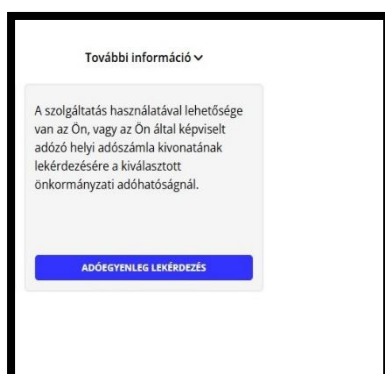 További információ
A szolgáltatás használatával lehetősége
van az Ön, vagy az Ön által képviselt
adózó helyi adószámla kivonatának
lekérdezésére a kiválasztott
önkormányzati adóhatóságnál.
ADÓEGYENLEG LEKÉRDEZÉS